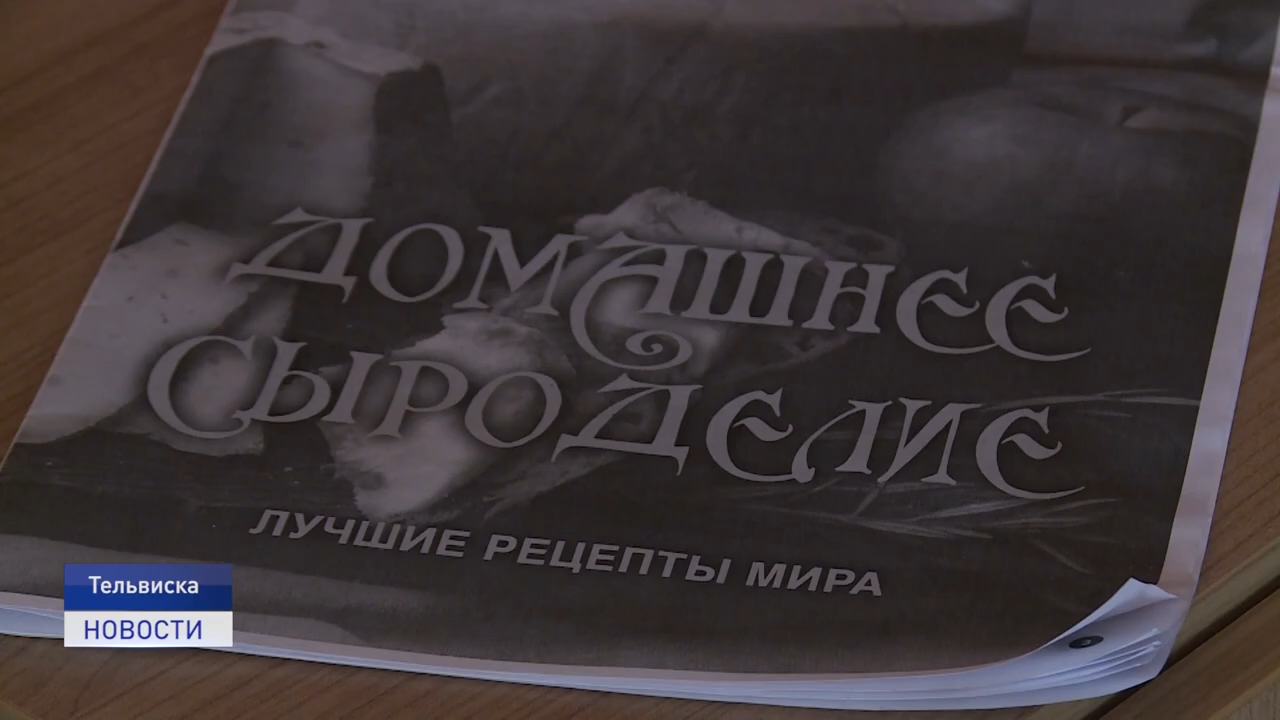 ДОМАШНЕЕ
СЫРОДЕЛИЕ
ЛУЧШИЕ РЕЦЕПТЫ МИРА
Тельвиска
НОВОСТИ